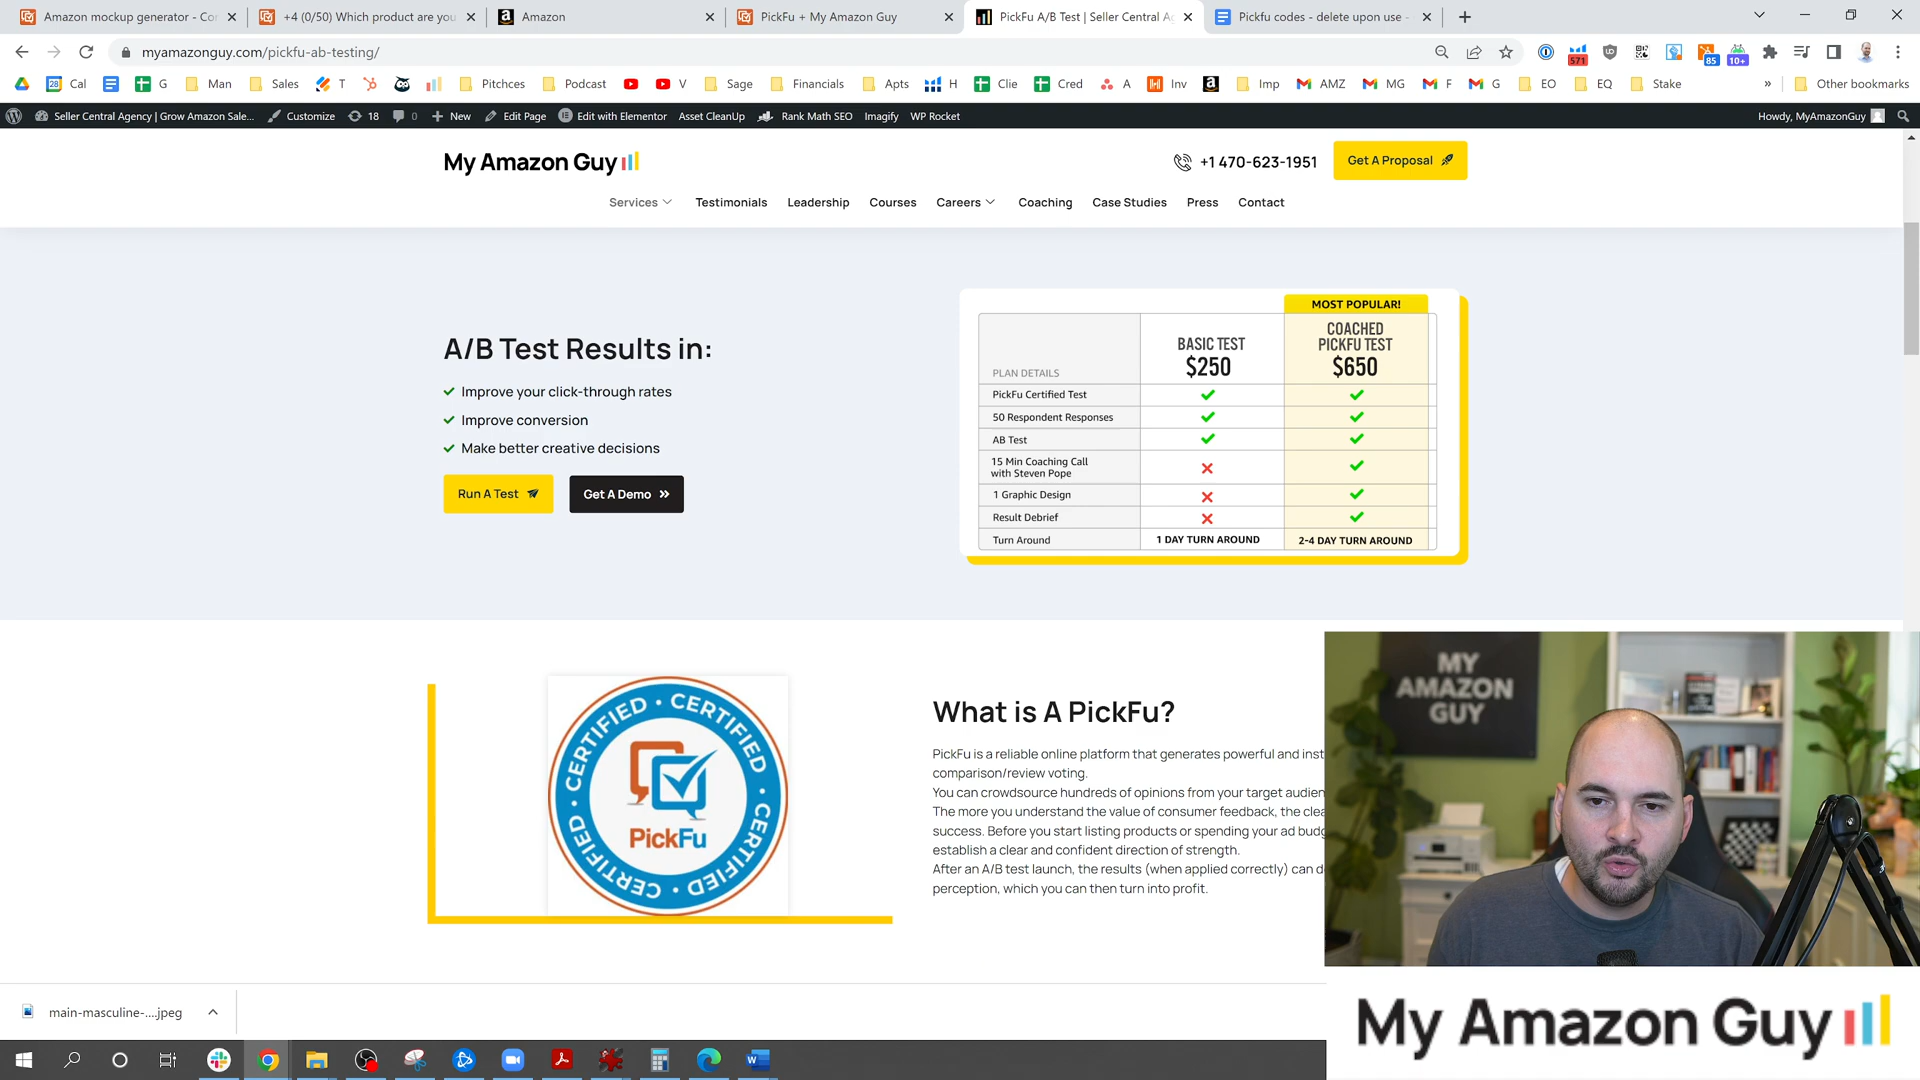 Amazon mockup generator - Co
+4 (0/50) Which product are you
Amazon
PickFu + My Amazon Guy
PickFu A/B Test | Seller Central A
Pickfu codes - delete upon use -
myamazonguy.com/pickfu-ab-testing/
571
85
10+
Cal
G
Man
Sales
T
Pitchces
Podcast
V
Sage
Financials
Apts
H
Clie
Cred
A
Inv
Imp
AMZ
MG
F
G
EO
EQ
Stake
»
Other bookmarks
Seller Central Agency | Grow Amazon Sale...
Customize
18
0
New
Edit Page
Edit with Elementor
Asset CleanUp
Rank Math SEO
Imagify
WP Rocket
Howdy, MyAmazonGuy
My Amazon Guy
+1 470-623-1951
Get A Proposal
Services
Testimonials
Leadership
Courses
Careers
Coaching
Case Studies
Press
Contact
A/B Test Results in:
Improve your click-through rates
Improve conversion
Make better creative decisions
Run A Test
Get A Demo
MOST POPULAR!
PLAN DETAILS
BASIC TEST
$250
COACHED
PICKFU TEST
$650
PickFu Certified Test
50 Respondent Responses
AB Test
15 Min Coaching Call
with Steven Pope
1 Graphic Design
Result Debrief
Turn Around
1 DAY TURN AROUND
2-4 DAY TURN AROUND
CERTIFIED • CERTIFIED • CERTIFIED • CERTIFIED •
PickFu
What is A PickFu?
PickFu is a reliable online platform that generates powerful and inst
comparison/review voting.
You can crowdsource hundreds of opinions from your target audien
The more you understand the value of consumer feedback, the clea
success. Before you start listing products or spending your ad budg
establish a clear and confident direction of strength.
After an A/B test launch, the results (when applied correctly) can d
perception, which you can then turn into profit.
MY
AMAZON
GUY
main-masculine-....jpeg
My Amazon Guy